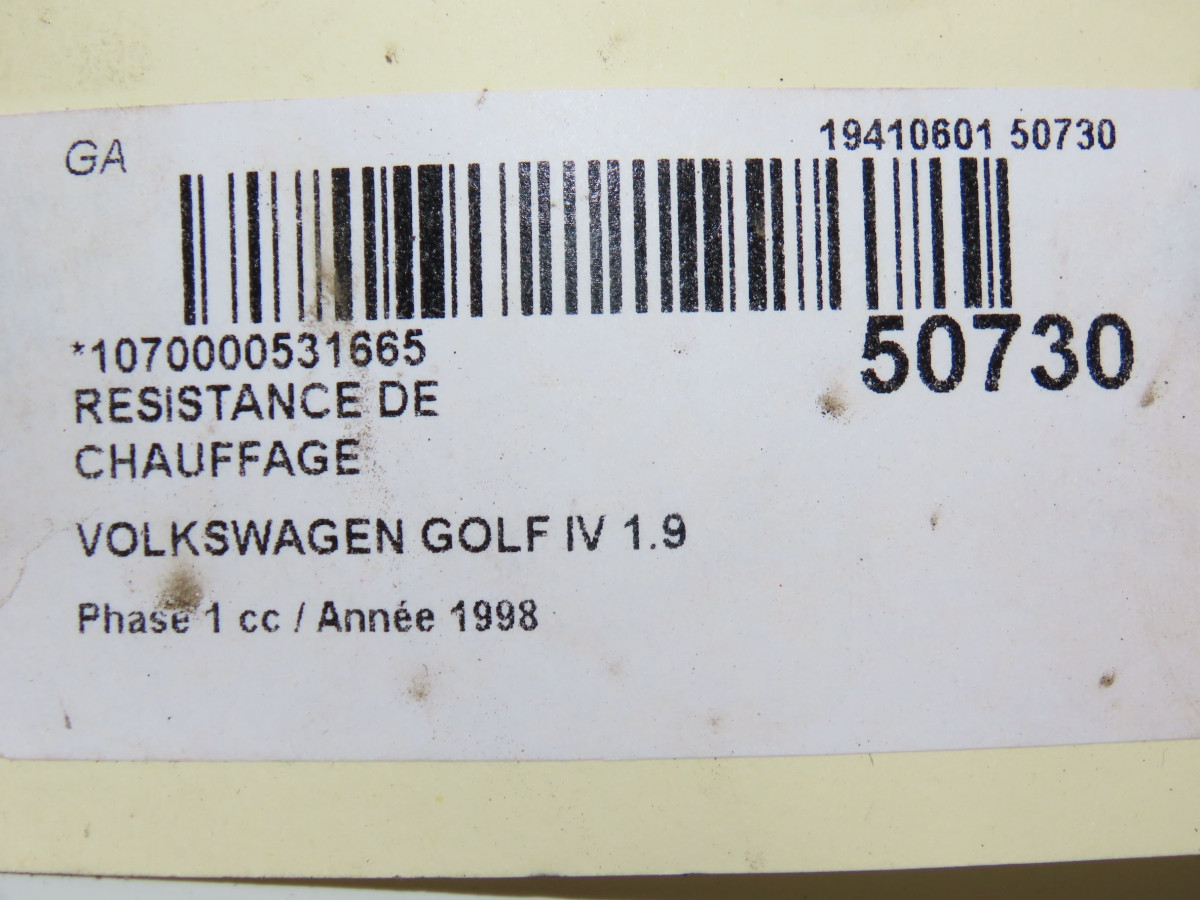 GA
19410601 50730
50730
*1070000531665
RESISTANCE DE
CHAUFFAGE
VOLKSWAGEN GOLF IV 1.9
Phase 1 cc / Année 1998